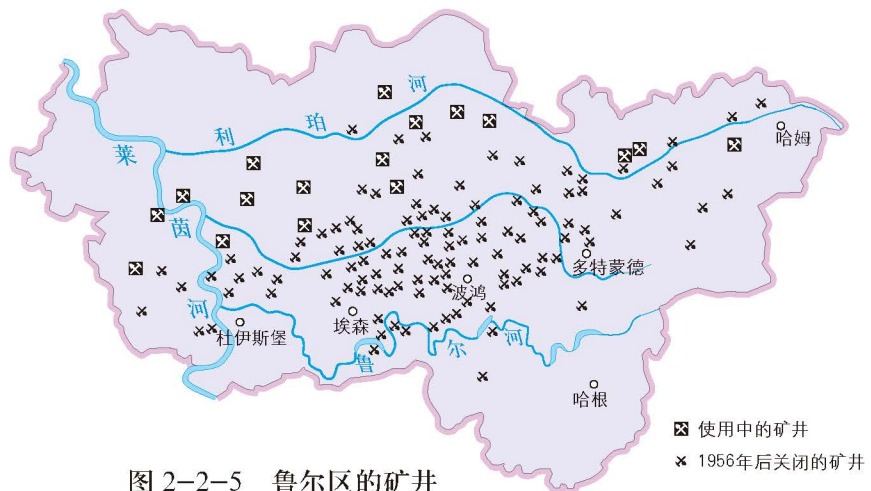 河
珀
利
莱
哈姆
茵
多特蒙德
波鸿
河
埃森
杜伊斯堡
鲁
尔
河
哈根
使用中的矿井
1956年后关闭的矿井
图 2-2-5 鲁尔区的矿井